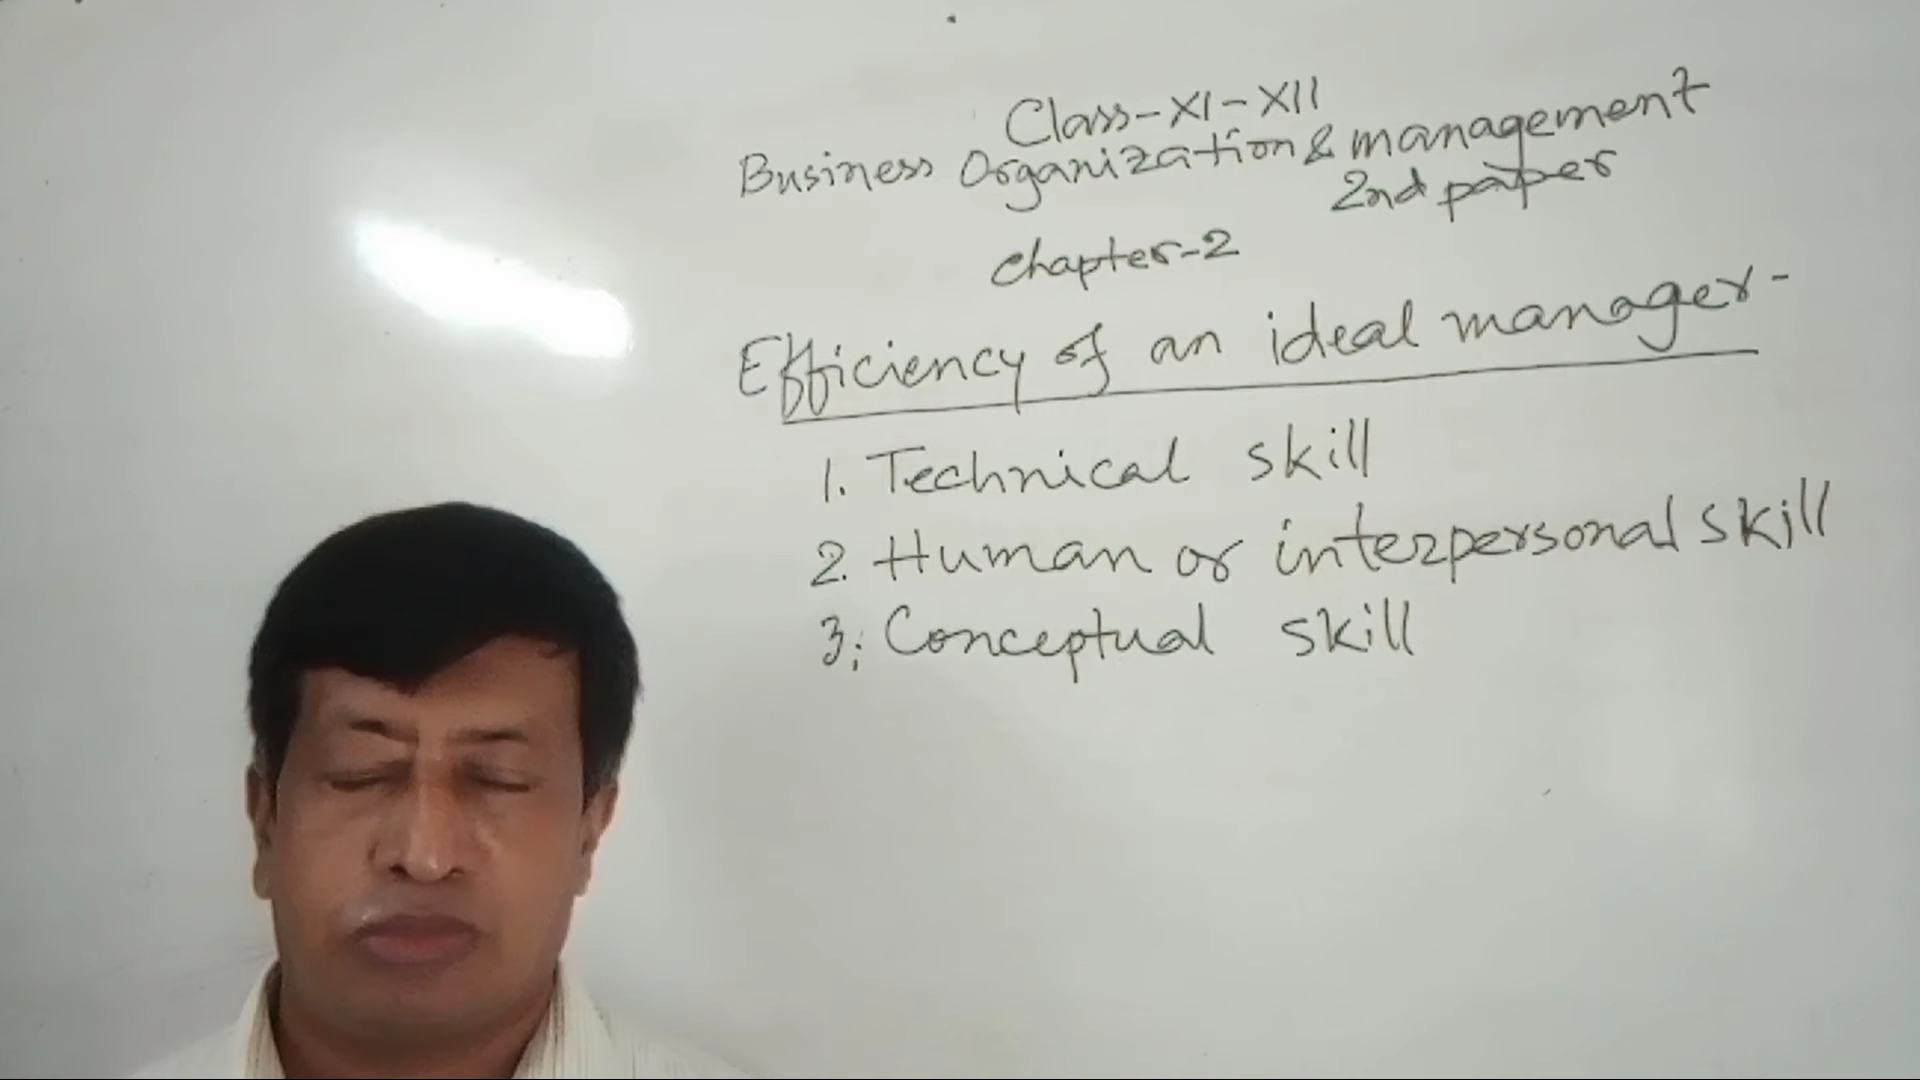 Class-XI-XII
Business Organization & management
2nd paper
chapter-2
Efficiency of an ideal manager-
1. Technical skill
2. Human or interpersonal skill
3. Conceptual skill